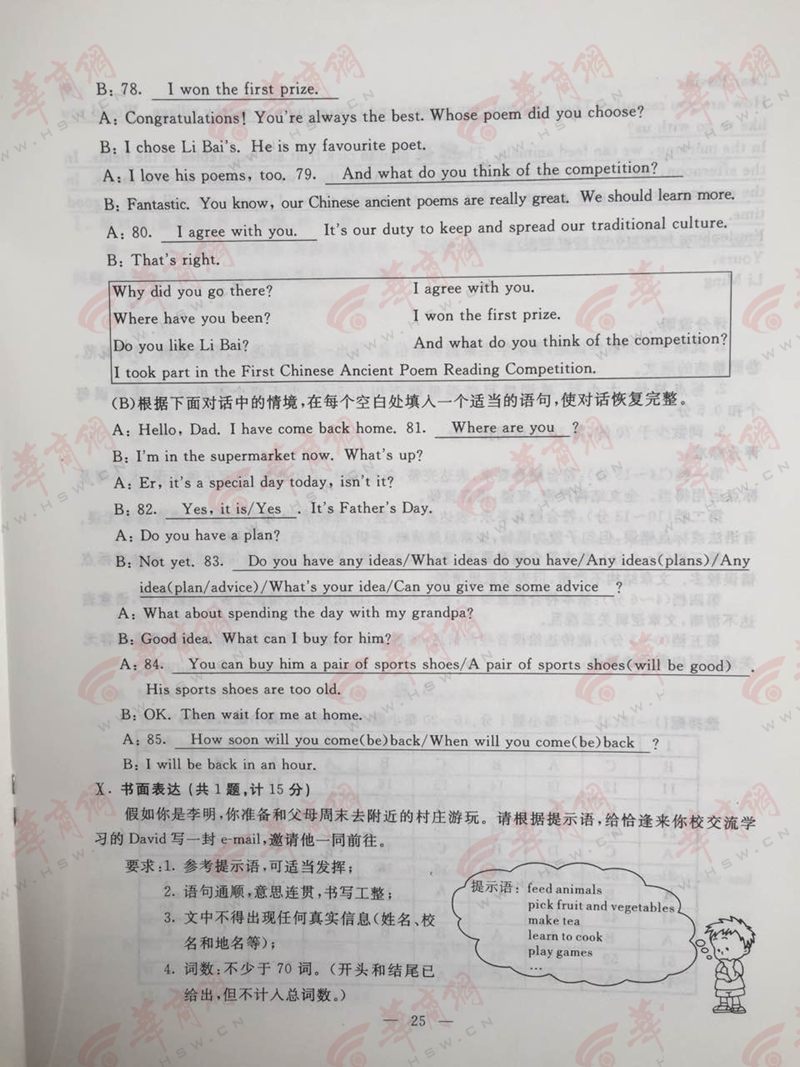 B: 78. I won the first prize.
A: Congratulations! You're always the best. Whose poem did you choose?
B: I chose Li Bai's. He is my favourite poet.
A: I love his poems, too. 79. And what do you think of the competition?
B: Fantastic. You know, our Chinese ancient poems are really great. We should learn more.
A: 80. I agree with you. It's our duty to keep and spread our traditional culture.
B: That's right.
Why did you go there? I agree with you.
Where have you been? I won the first prize.
Do you like Li Bai? And what do you think of the competition?
I took part in the First Chinese Ancient Poem Reading Competition.
(B)根据下面对话中的情境,在每个空白处填入一个适当的语句,使对话恢复完整。
A: Hello, Dad. I have come back home. 81. Where are you ?
B: I'm in the supermarket now. What's up?
A: Er, it's a special day today, isn't it?
B: 82. Yes, it is/Yes . It's Father's Day.
A: Do you have a plan?
B: Not yet. 83. Do you have any ideas/What ideas do you have/Any ideas(plans)/Any
idea(plan/advice)/What's your idea/Can you give me some advice ?
A: What about spending the day with my grandpa?
B: Good idea. What can I buy for him?
A: 84. You can buy him a pair of sports shoes/A pair of sports shoes(will be good) .
His sports shoes are too old.
B: OK. Then wait for me at home.
A: 85. How soon will you come(be)back/When will you come(be)back ?
B: I will be back in an hour.
X. 书面表达 (共1题,计15分)
假如你是李明,你准备和父母周末去附近的村庄游玩。请根据提示语,给恰逢来你校交流学
习的David写一封e-mail,邀请他一同前往。
要求:1. 参考提示语,可适当发挥;
2. 语句通顺,意思连贯,书写工整;
3. 文中不得出现任何真实信息(姓名、校
名和地名等);
4. 词数:不少于70词。(开头和结尾已
给出,但不计入总词数。)
提示语: feed animals
pick fruit and vegetables
make tea
learn to cook
play games
...
— 25 —
华商网
WWW.HSW.CN